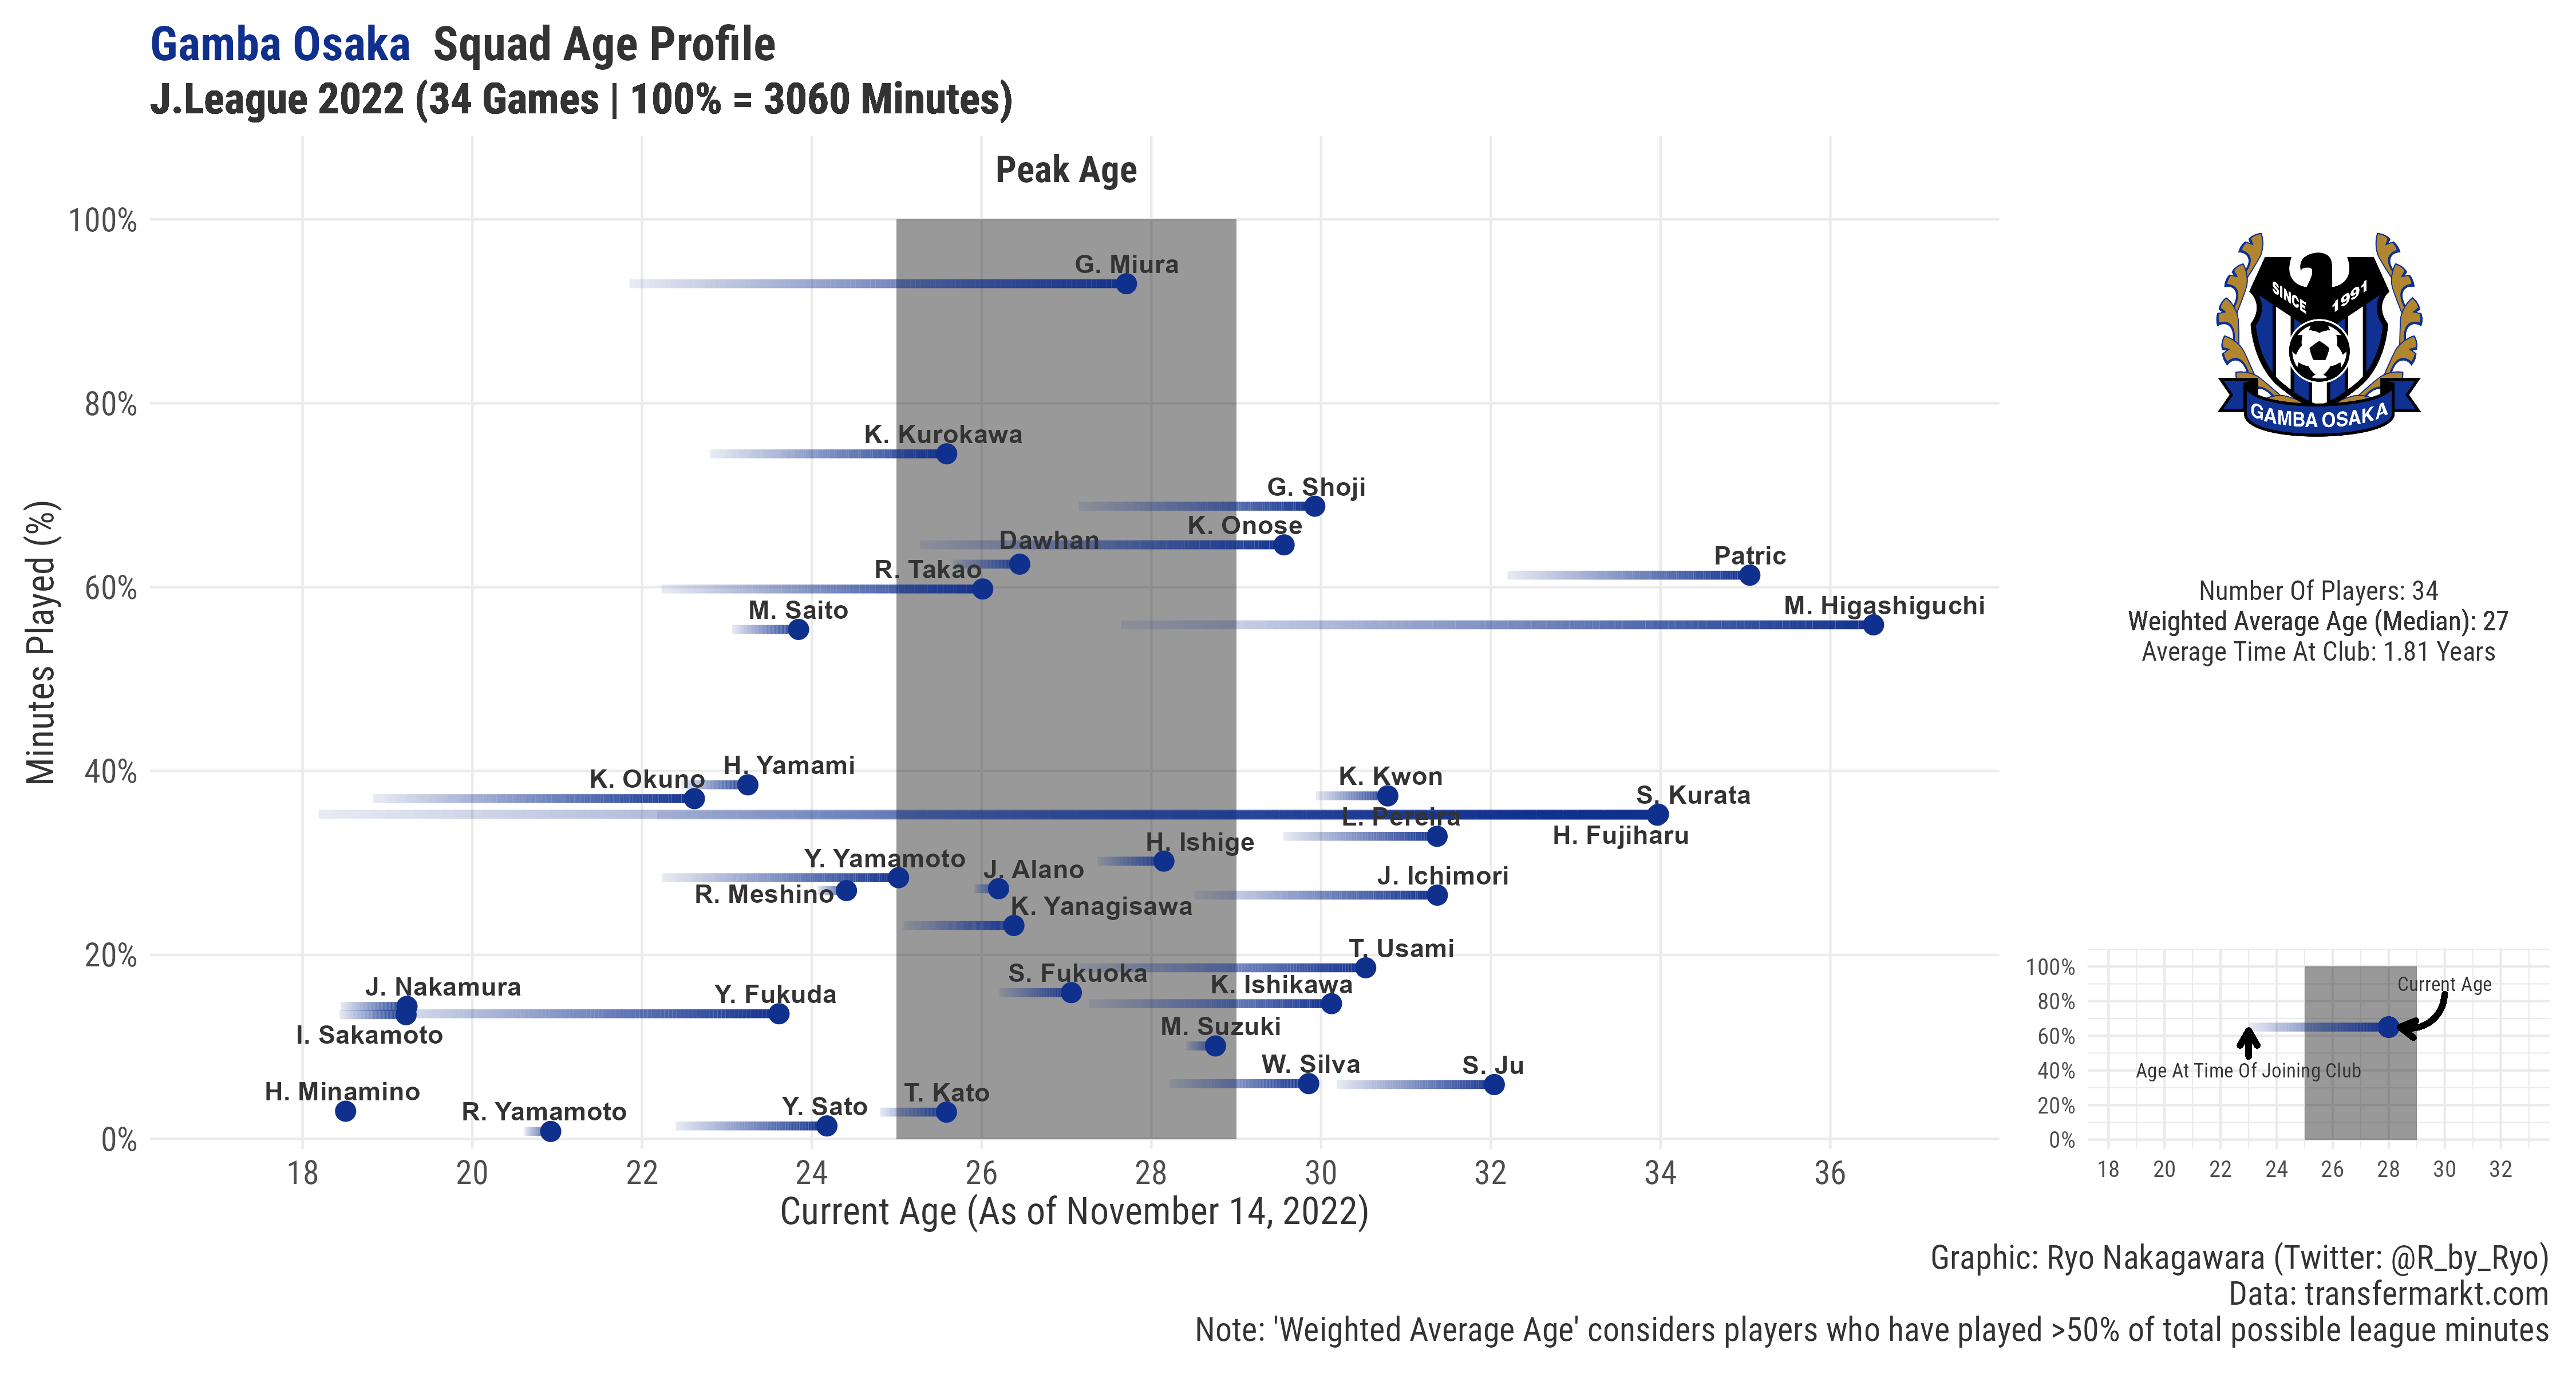 Gamba Osaka Squad Age Profile
J.League 2022 (34 Games | 100% = 3060 Minutes)
Peak Age
100%
80%
60%
40%
20%
0%
Minutes Played (%)
G. Miura
K. Kurokawa
G. Shoji
K. Onose
Dawhan
Patric
R. Takao
M. Saito
M. Higashiguchi
H. Yamami
K. Okuno
K. Kwon
S. Kurata
L. Pereira
H. Fujiharu
H. Ishige
Y. Yamamoto
J. Alano
R. Meshino
J. Ichimori
K. Yanagisawa
T. Usami
S. Fukuoka
K. Ishikawa
J. Nakamura
Y. Fukuda
I. Sakamoto
M. Suzuki
W. Silva
S. Ju
H. Minamino
R. Yamamoto
Y. Sato
T. Kato
18 20 22 24 26 28 30 32 34 36
Current Age (As of November 14, 2022)
SINCE 1991
GAMBA OSAKA
Number Of Players: 34
Weighted Average Age (Median): 27
Average Time At Club: 1.81 Years
100%
80%
60%
40%
20%
0%
Current Age
Age At Time Of Joining Club
18 20 22 24 26 28 30 32
Graphic: Ryo Nakagawara (Twitter: @R_by_Ryo)
Data: transfermarkt.com
Note: 'Weighted Average Age' considers players who have played >50% of total possible league minutes